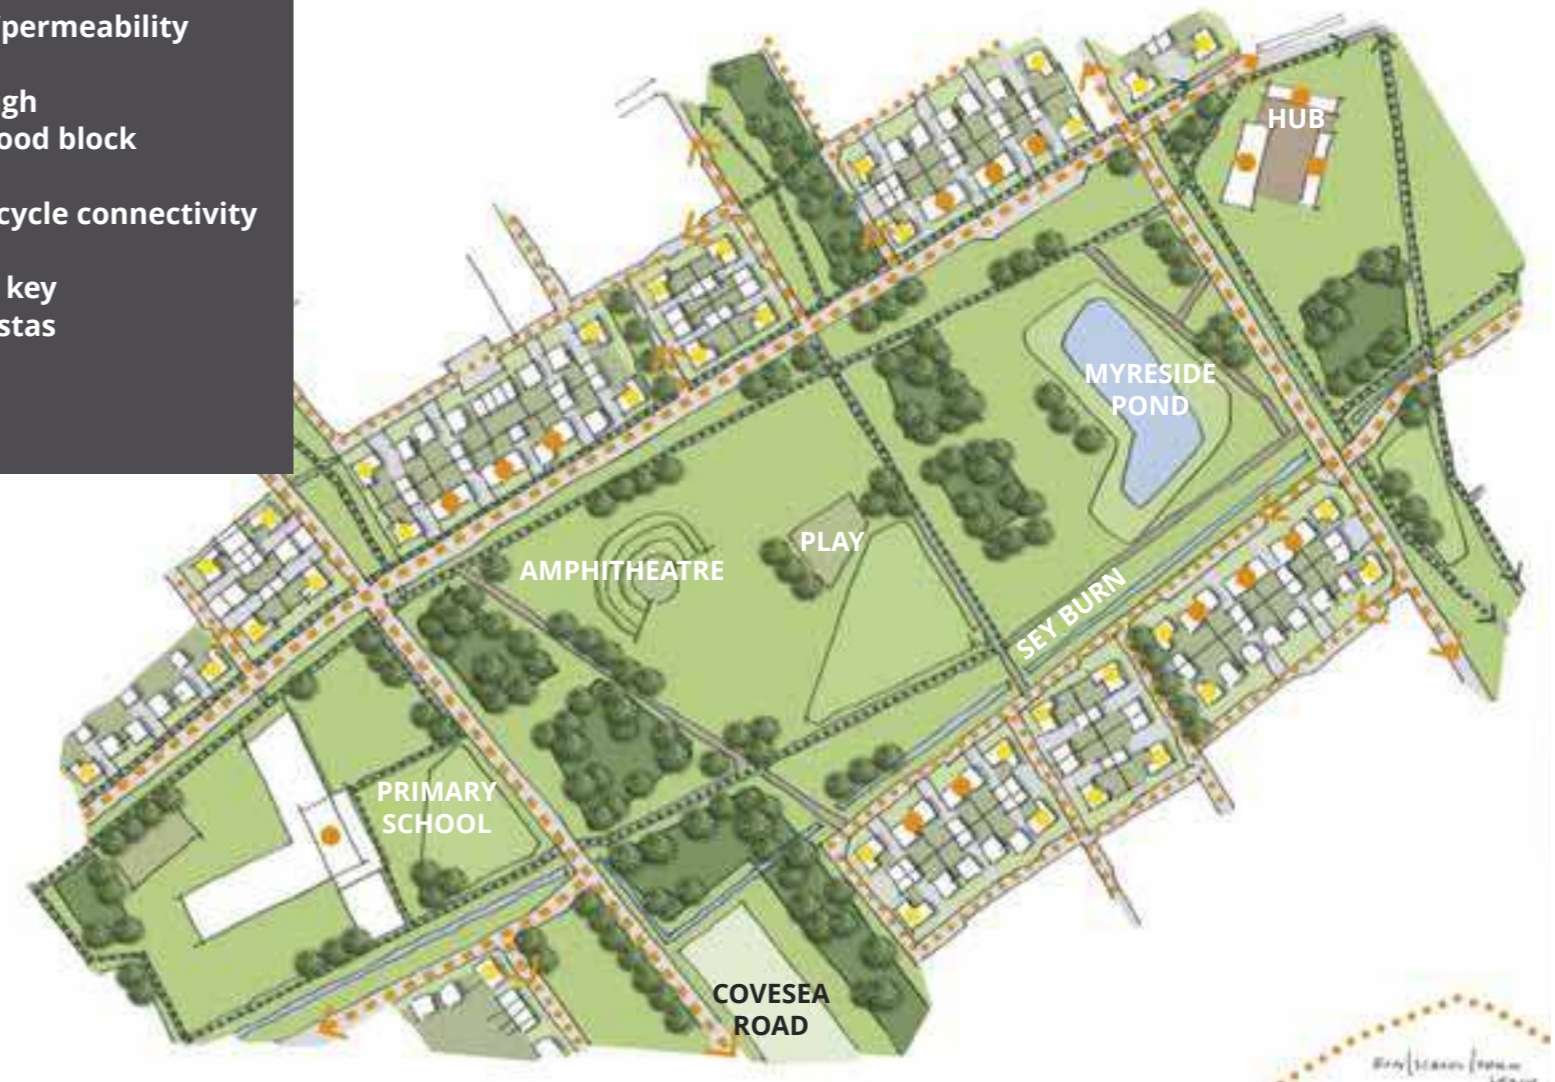 /permeability
gh
ood block
cycle connectivity
key
stas
HUB
MYRESIDE
POND
PLAY
AMPHITHEATRE
SEY BURN
PRIMARY
SCHOOL
COVESEA
ROAD